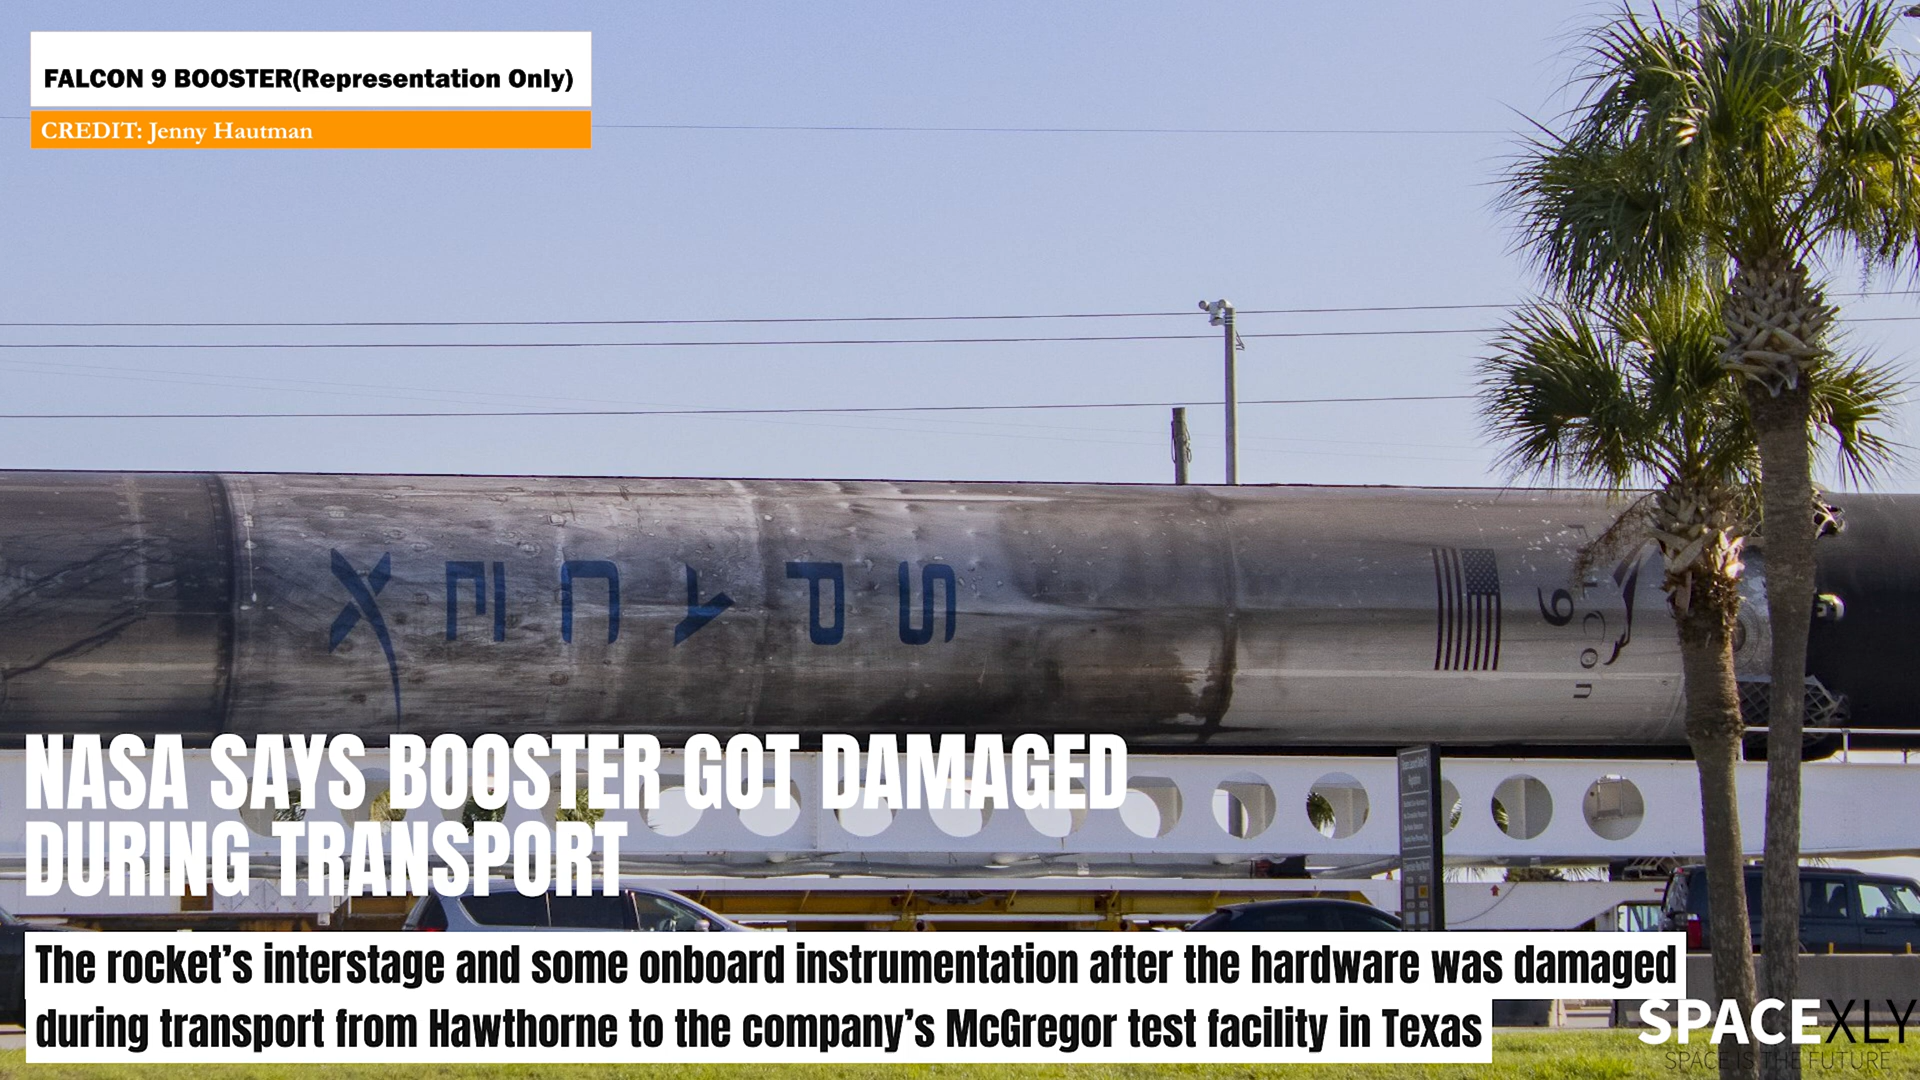 FALCON 9 BOOSTER(Representation Only)
CREDIT: Jenny Hautman
SPACEX
9
Falcon
NASA SAYS BOOSTER GOT DAMAGED
DURING TRANSPORT
The rocket’s interstage and some onboard instrumentation after the hardware was damaged
during transport from Hawthorne to the company’s McGregor test facility in Texas
SPACEXLY
SPACE IS THE FUTURE